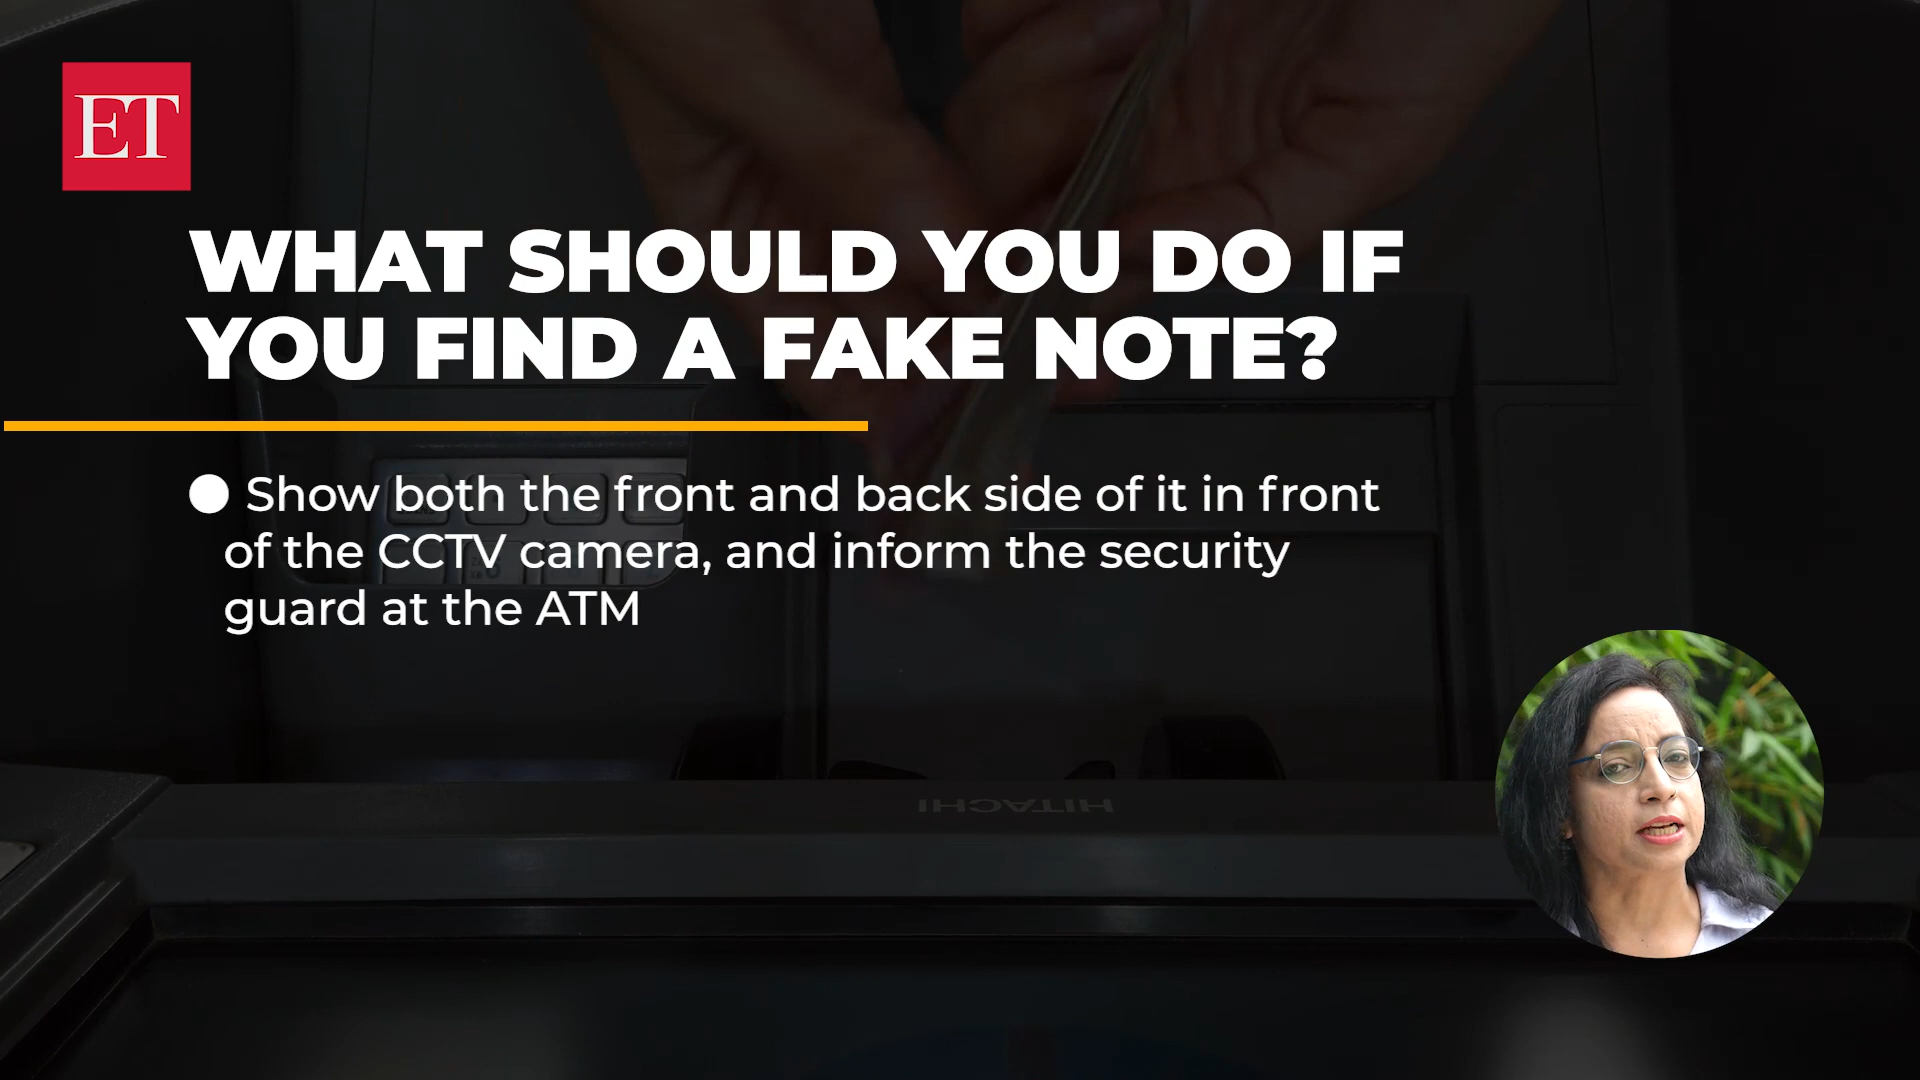 ET
WHAT SHOULD YOU DO IF
YOU FIND A FAKE NOTE?
● Show both the front and back side of it in front
of the CCTV camera, and inform the security
guard at the ATM
HITACHI